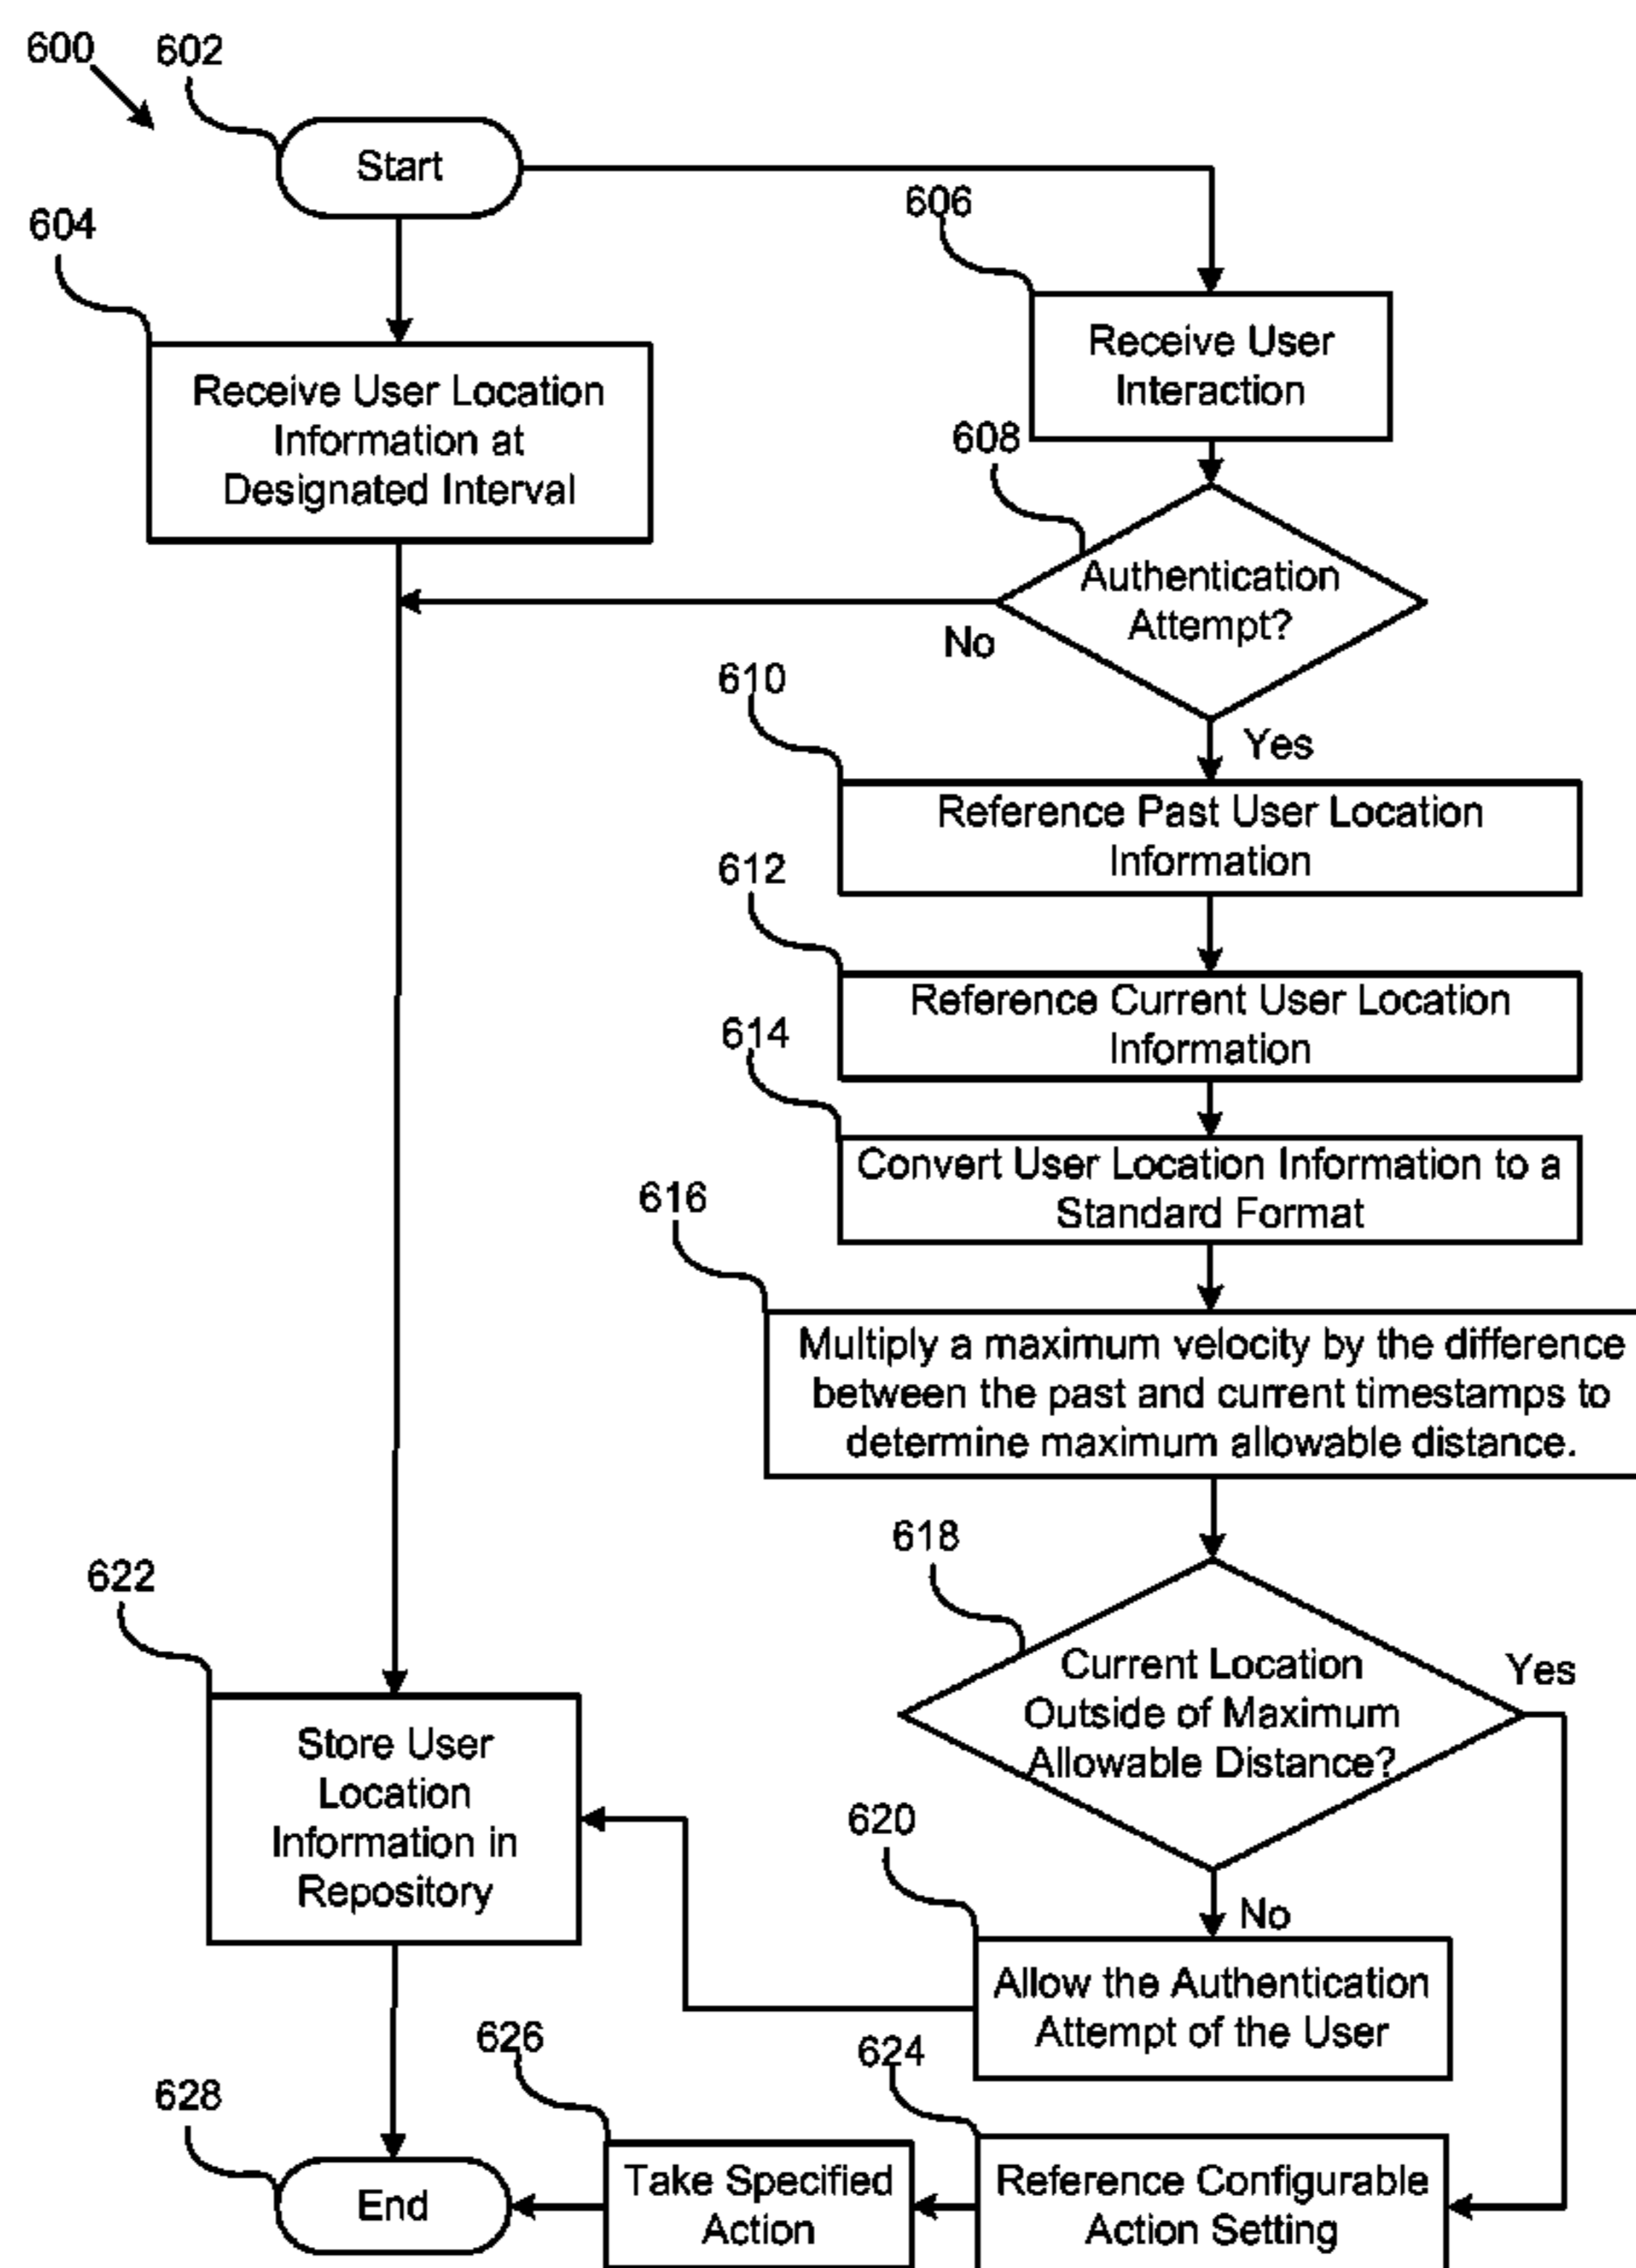 600
602
Start
604
606
Receive User Location
Information at
Designated Interval
Receive User
Interaction
608
Authentication
Attempt?
No
Yes
610
Reference Past User Location
Information
612
Reference Current User Location
Information
614
Convert User Location Information to a
Standard Format
616
Multiply a maximum velocity by the difference
between the past and current timestamps to
determine maximum allowable distance.
618
Current Location
Outside of Maximum
Allowable Distance?
Yes
No
622
Store User
Location
Information in
Repository
620
Allow the Authentication
Attempt of the User
624
Reference Configurable
Action Setting
626
Take Specified
Action
628
End